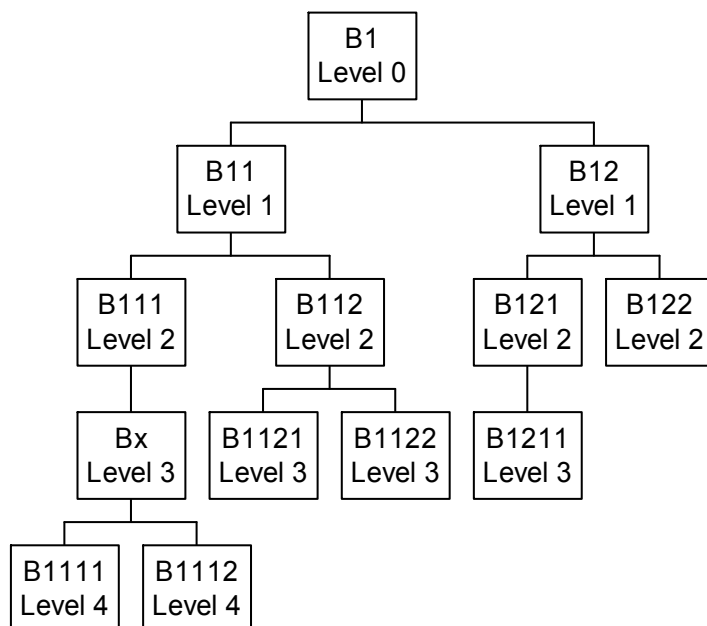 B1
Level 0
B11
Level 1
B12
Level 1
B111
Level 2
B112
Level 2
B121
Level 2
B122
Level 2
Bx
Level 3
B1121
Level 3
B1122
Level 3
B1211
Level 3
B1111
Level 4
B1112
Level 4